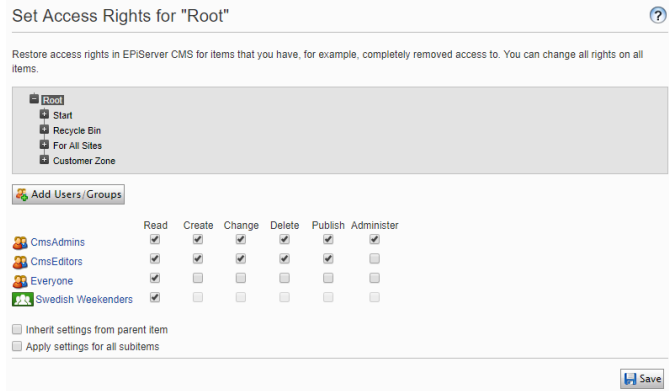 Set Access Rights for "Root"
Restore access rights in EPiServer CMS for items that you have, for example, completely removed access to. You can change all rights on all
items.
Root
Start
Recycle Bin
For All Sites
Customer Zone
Add Users/Groups
Read Create Change Delete Publish Administer
CmsAdmins
CmsEditors
Everyone
Swedish Weekenders
Inherit settings from parent item
Apply settings for all subitems
Save